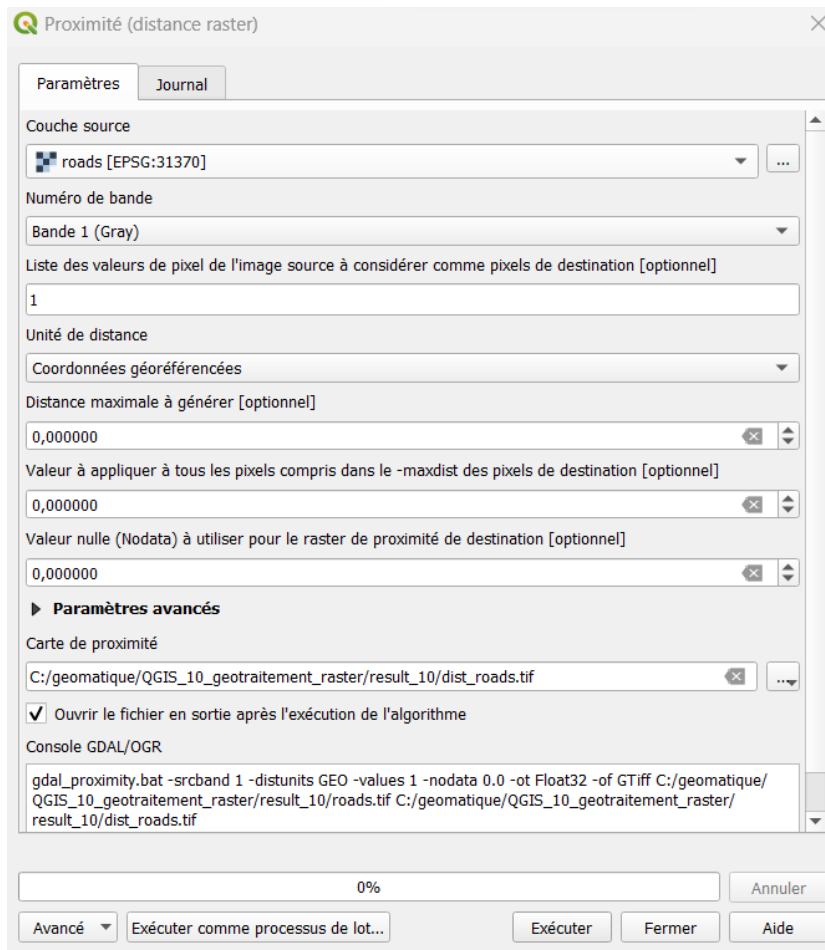 Proximité (distance raster)
Paramètres
Journal
Couche source
roads [EPSG:31370]
...
Numéro de bande
Bande 1 (Gray)
Liste des valeurs de pixel de l'image source à considérer comme pixels de destination [optionnel]
1
Unité de distance
Coordonnées géoréférencées
Distance maximale à générer [optionnel]
0,000000
Valeur à appliquer à tous les pixels compris dans le -maxdist des pixels de destination [optionnel]
0,000000
Valeur nulle (Nodata) à utiliser pour le raster de proximité de destination [optionnel]
0,000000
Paramètres avancés
Carte de proximité
C:/geomatique/QGIS_10_geotraitement_raster/result_10/dist_roads.tif
...
Ouvrir le fichier en sortie après l'exécution de l'algorithme
Console GDAL/OGR
gdal_proximity.bat -srcband 1 -distunits GEO -values 1 -nodata 0.0 -ot Float32 -of GTiff C:/geomatique/
QGIS_10_geotraitement_raster/result_10/roads.tif C:/geomatique/QGIS_10_geotraitement_raster/
result_10/dist_roads.tif
0%
Annuler
Avancé
Exécuter comme processus de lot...
Exécuter
Fermer
Aide